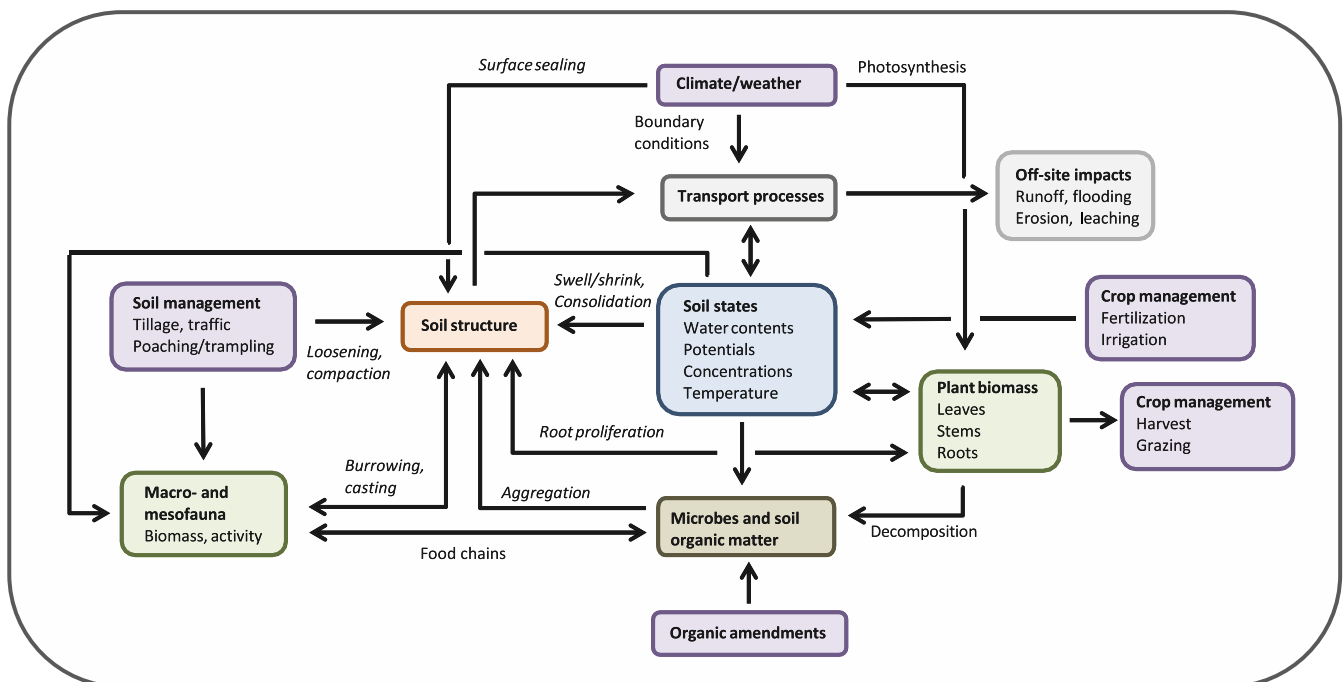 Surface sealing
Climate/weather
Photosynthesis
Boundary
conditions
Transport processes
Off-site impacts
Runoff, flooding
Erosion, leaching
Soil management
Tillage, traffic
Poaching/trampling
Loosening,
compaction
Soil structure
Swell/shrink,
Consolidation
Soil states
Water contents
Potentials
Concentrations
Temperature
Crop management
Fertilization
Irrigation
Plant biomass
Leaves
Stems
Roots
Crop management
Harvest
Grazing
Root proliferation
Burrowing,
casting
Aggregation
Macro- and
mesofauna
Biomass, activity
Food chains
Microbes and soil
organic matter
Decomposition
Organic amendments